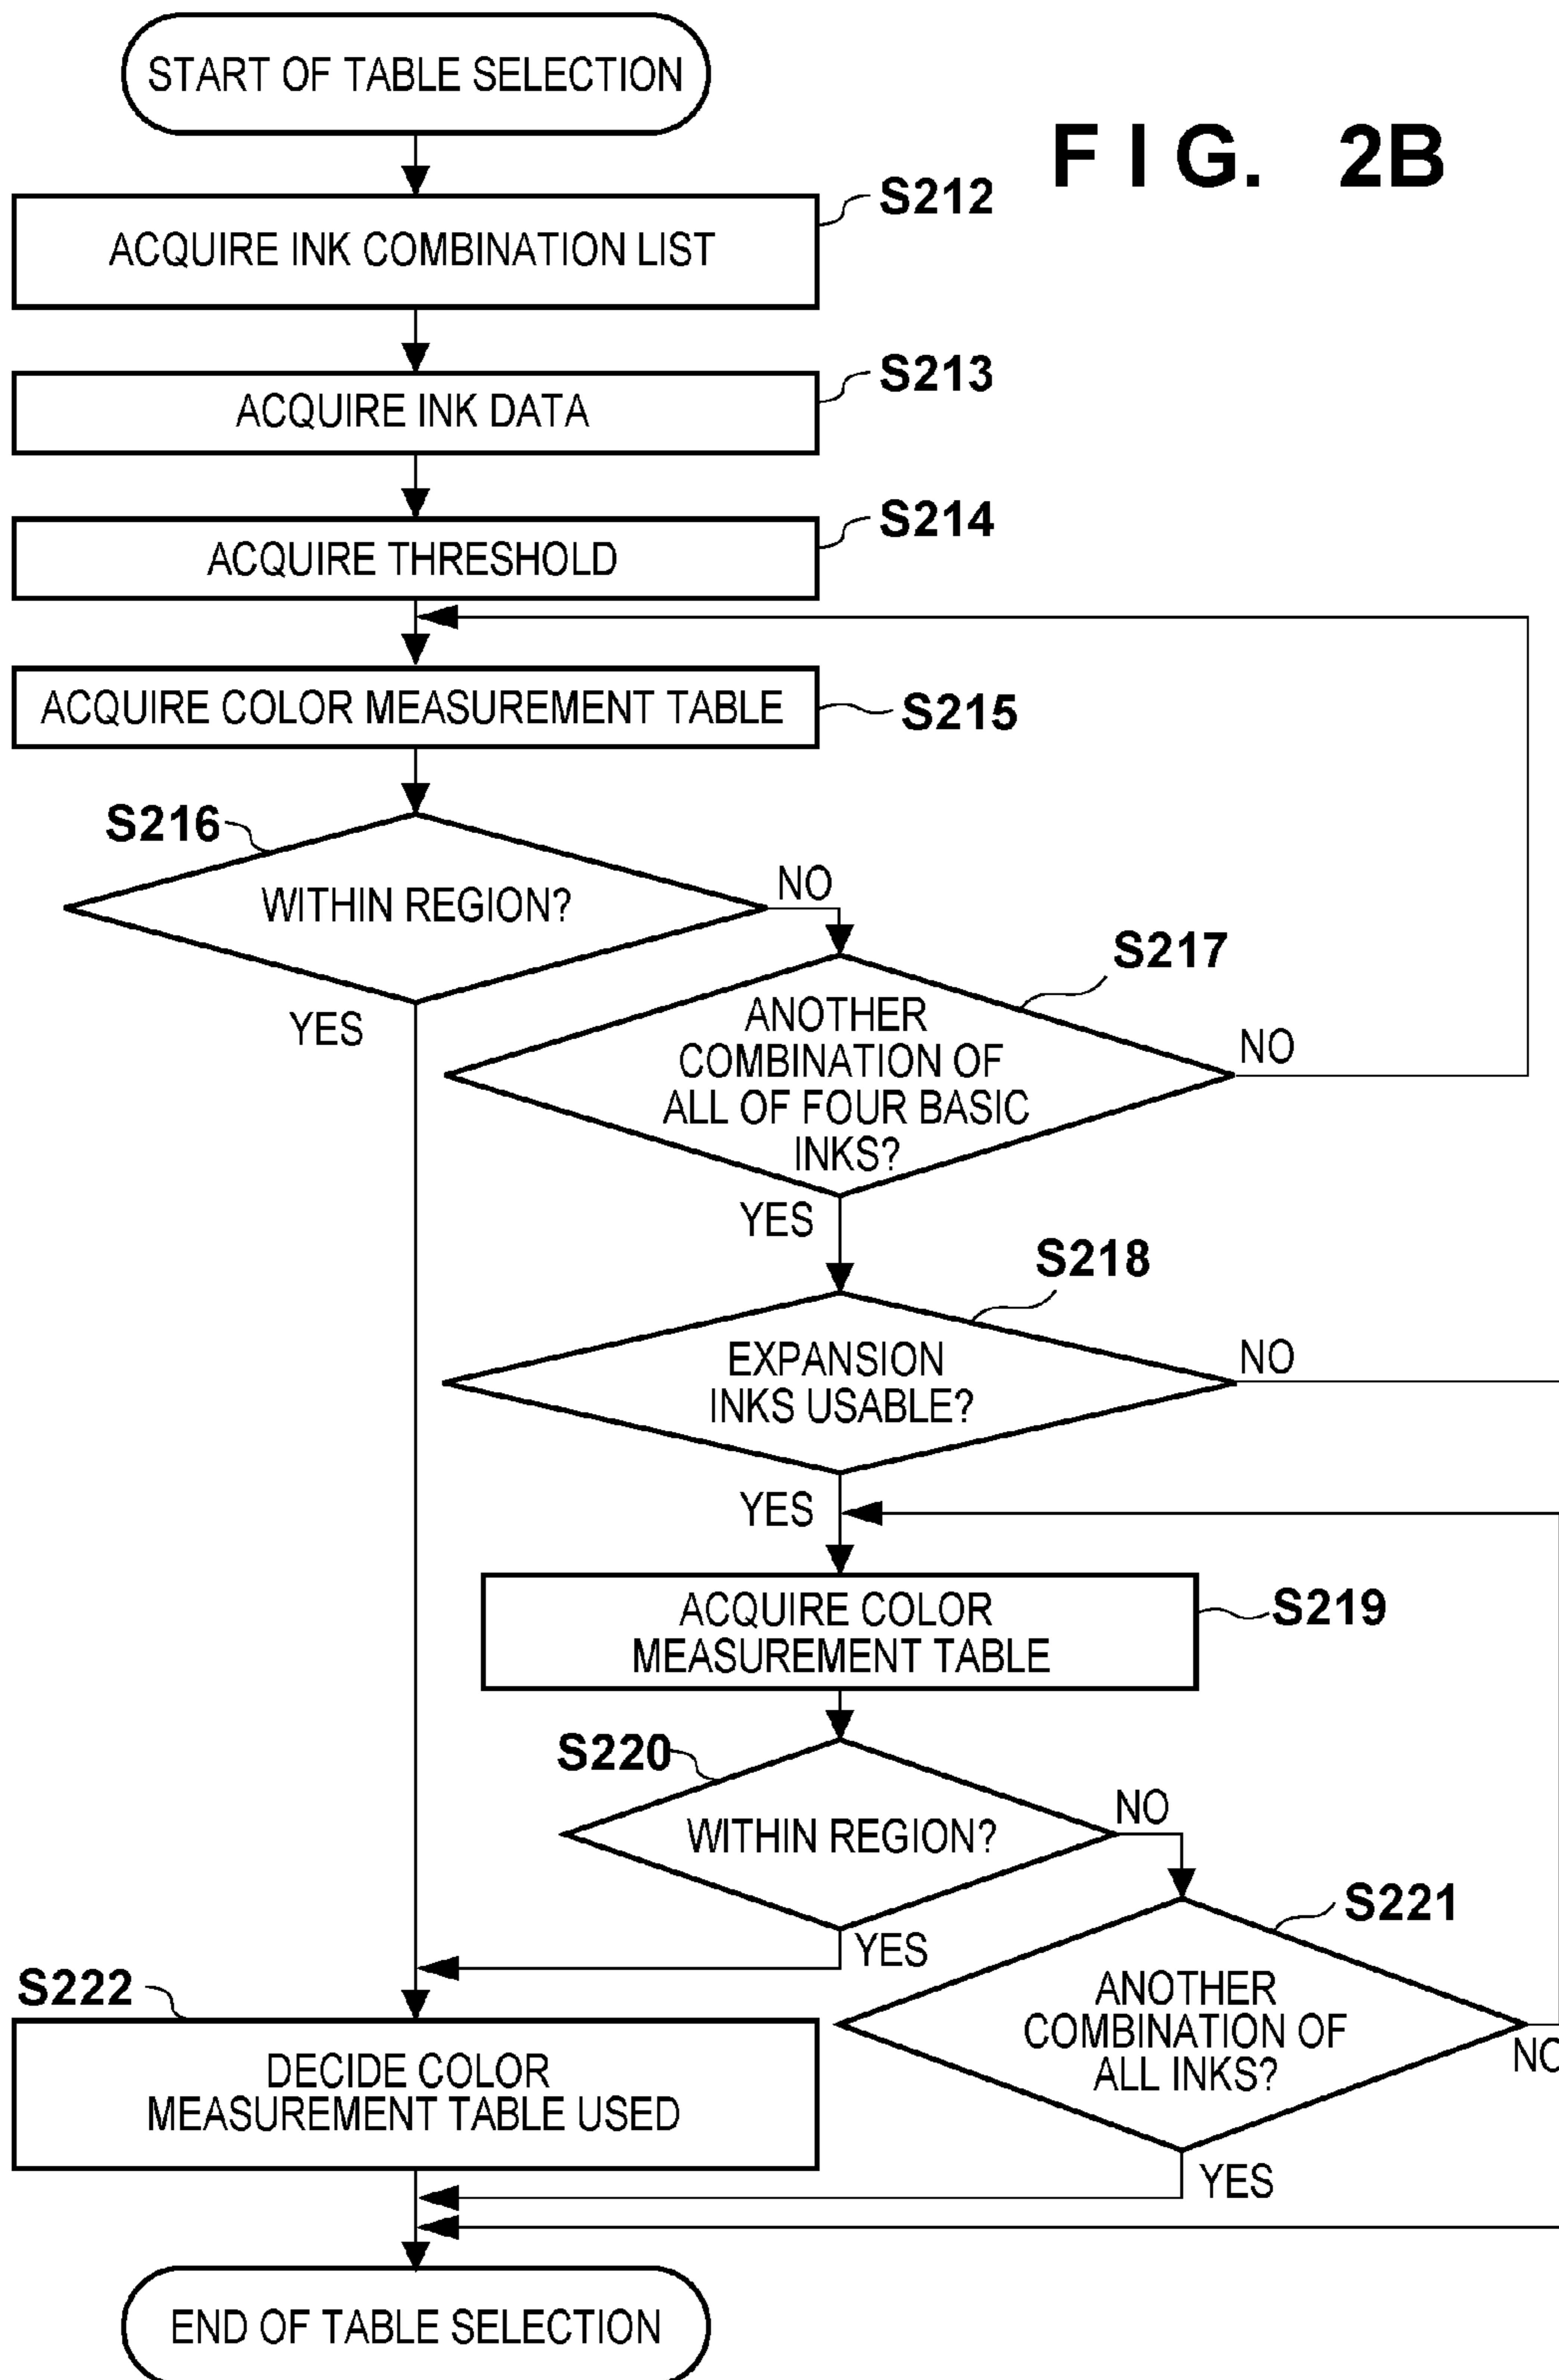 START OF TABLE SELECTION
F I G. 2B
S212
ACQUIRE INK COMBINATION LIST
S213
ACQUIRE INK DATA
S214
ACQUIRE THRESHOLD
ACQUIRE COLOR MEASUREMENT TABLE
S215
S216
WITHIN REGION?
NO
YES
S217
ANOTHER
COMBINATION OF
ALL OF FOUR BASIC
INKS?
NO
YES
S218
EXPANSION
INKS USABLE?
NO
YES
ACQUIRE COLOR
MEASUREMENT TABLE
S219
S220
WITHIN REGION?
NO
YES
S221
ANOTHER
COMBINATION OF
ALL INKS?
NO
YES
S222
DECIDE COLOR
MEASUREMENT TABLE USED
END OF TABLE SELECTION